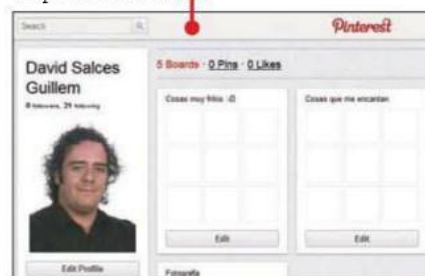 Search
Pinterest
David Salces
Guillem
0 followers, 29 following
5 Boards · 0 Pins · 0 Likes
Cosas muy frikis :-D
Cosas que me encantan
Edit
Edit
Edit Profile
Fotografía